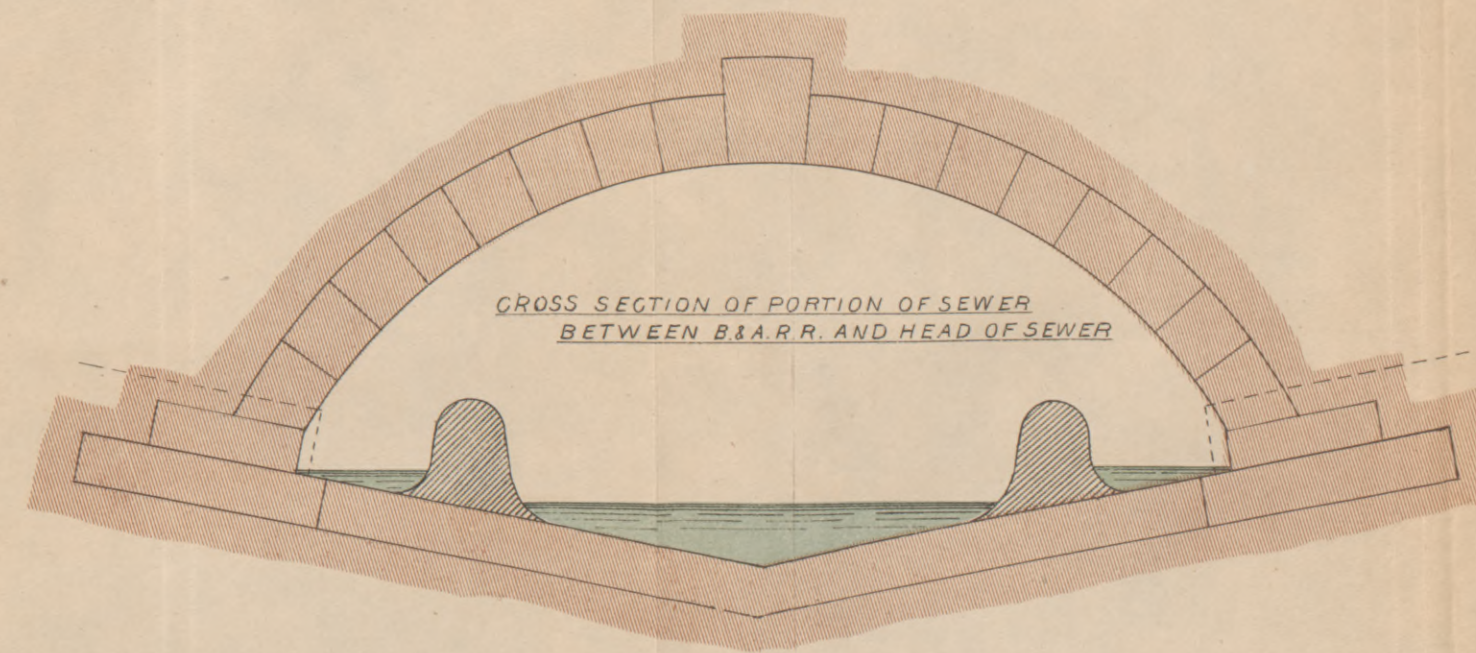 CROSS SECTION OF PORTION OF SEWER
BETWEEN B.&A.R.R. AND HEAD OF SEWER